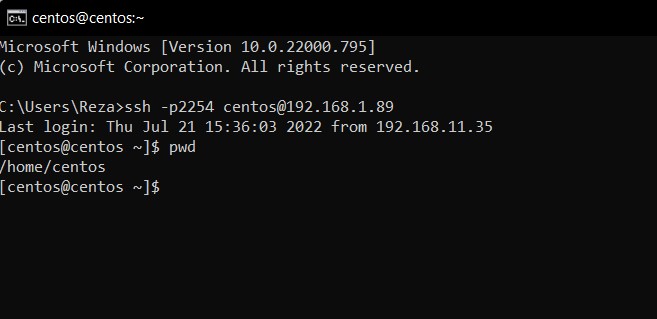 centos@centos:~
Microsoft Windows [Version 10.0.22000.795]
(c) Microsoft Corporation. All rights reserved.
C:\Users\Reza>ssh -p2254 centos@192.168.1.89
Last login: Thu Jul 21 15:36:03 2022 from 192.168.11.35
[centos@centos ~]$ pwd
/home/centos
[centos@centos ~]$